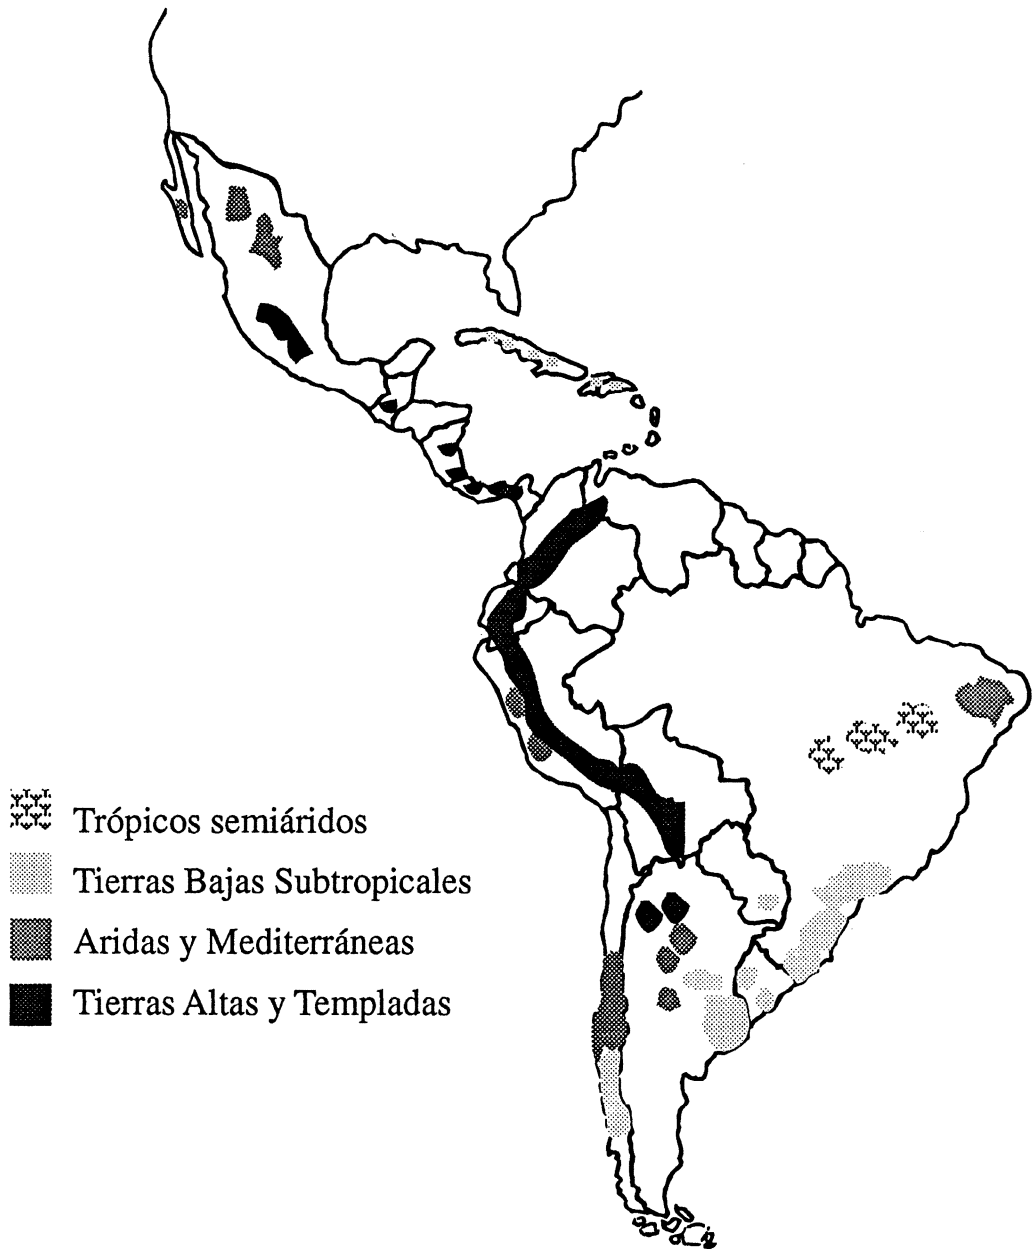 Trópicos semiáridos
Tierras Bajas Subtropicales
Aridas y Mediterráneas
Tierras Altas y Templadas